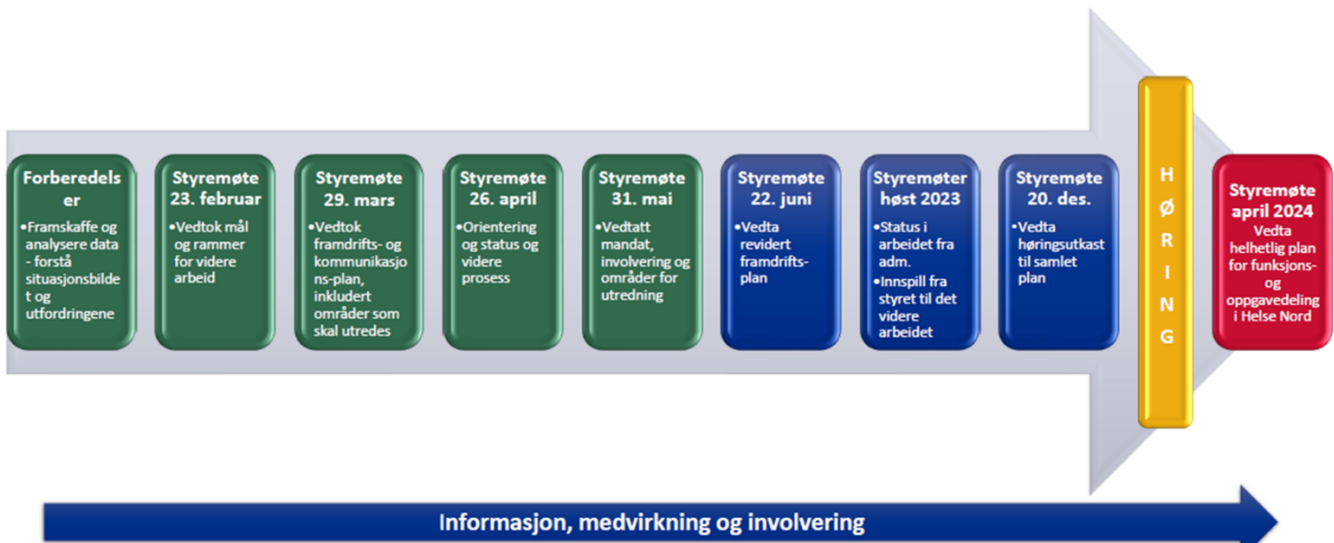 Forberedels
er
•Framskaffe og
analysere data
- forstå
situasjonsbilde
t og
utfordringene
Styremøte
23. februar
•Vedtok mål
og rammer
for videre
arbeid
Styremøte
29. mars
•Vedtok
framdrifts- og
kommunikasjo
ns-plan,
inkludert
områder som
skal utredes
Styremøte
26. april
•Orientering
og status og
videre
prosess
Styremøte
31. mai
•Vedtatt
mandat,
involvering og
områder for
utredning
Styremøte
22. juni
•Vedta
revidert
framdrifts-
plan
Styremøter
høst 2023
•Status i
arbeidet fra
adm.
•Innspill fra
styret til det
videre
arbeidet
Styremøte
20. des.
•Vedta
høringsutkast
til samlet
plan
HØRING
Styremøte
april 2024
Vedta
helhetlig plan
for funksjons-
og
oppgavedeling
i Helse Nord
Informasjon, medvirkning og involvering